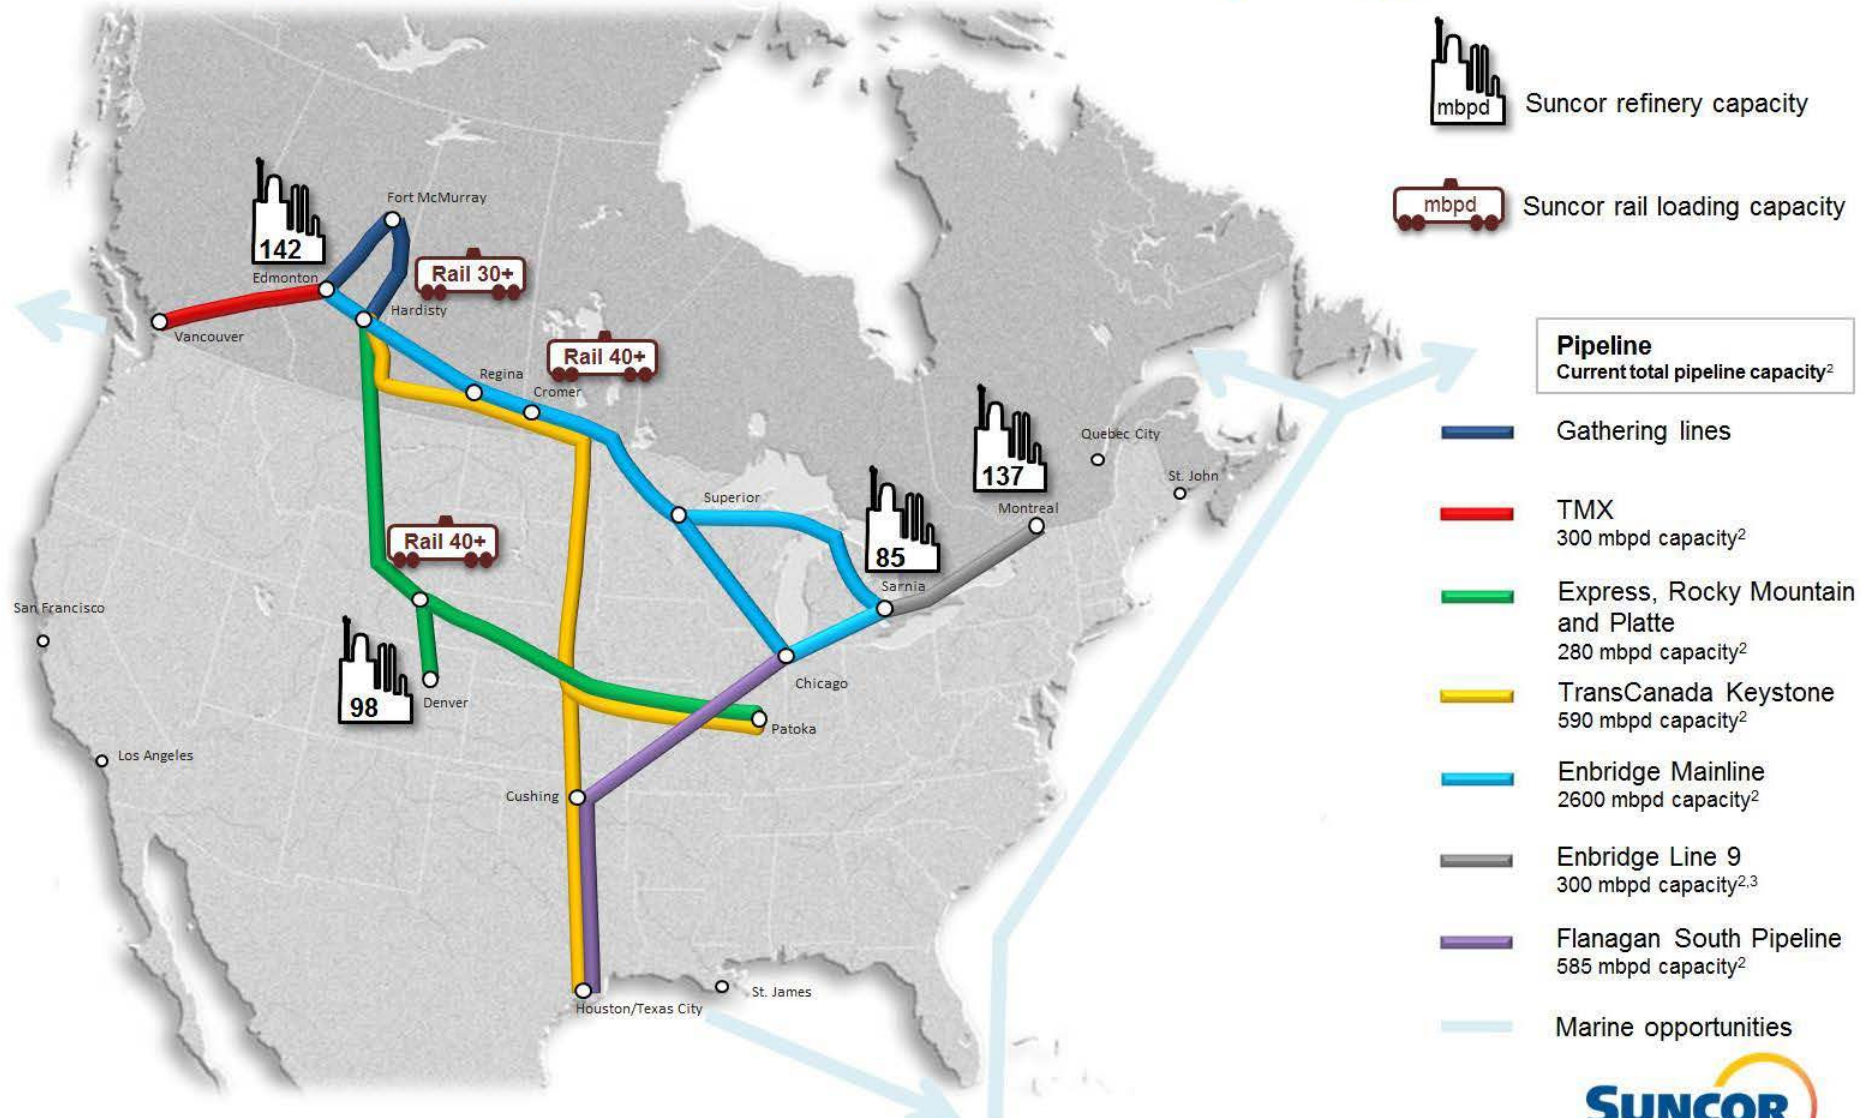 mbpd
Suncor refinery capacity
mbpd
Suncor rail loading capacity
Fort McMurray
142
Edmonton
Rail 30+
Hardisty
Vancouver
Rail 40+
Regina
Cromer
137
Quebec City
St. John
Montreal
Superior
85
Sarnia
Rail 40+
San Francisco
98
Denver
Chicago
Patoka
Los Angeles
Cushing
St. James
Houston/Texas City
Pipeline
Current total pipeline capacity2
Gathering lines
TMX
300 mbpd capacity2
Express, Rocky Mountain
and Platte
280 mbpd capacity2
TransCanada Keystone
590 mbpd capacity2
Enbridge Mainline
2600 mbpd capacity2
Enbridge Line 9
300 mbpd capacity2,3
Flanagan South Pipeline
585 mbpd capacity2
Marine opportunities
SUNCOR